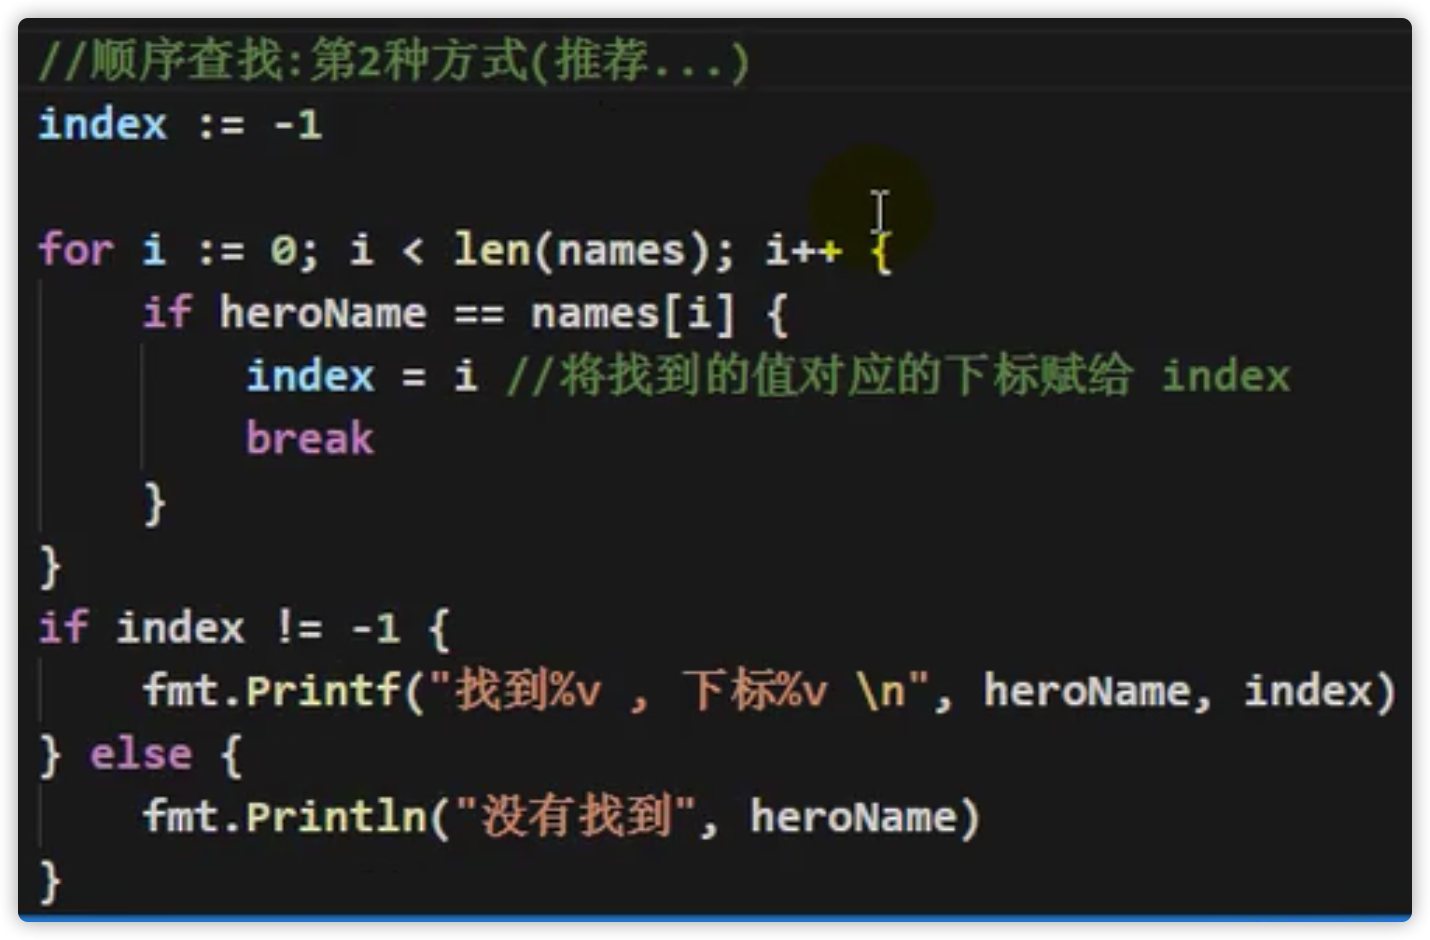 //顺序查找:第2种方式(推荐...)
index := -1
for i := 0; i < len(names); i++ {
    if heroName == names[i] {
        index = i //将找到的值对应的下标赋给 index
        break
    }
}
if index != -1 {
    fmt.Printf("找到%v , 下标%v \n", heroName, index)
} else {
    fmt.Println("没有找到", heroName)
}